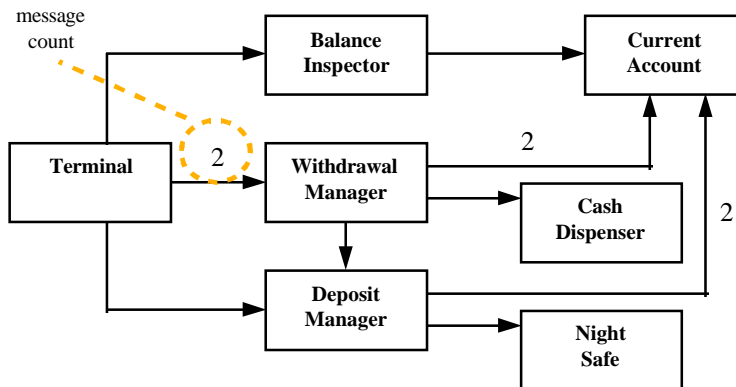 message
count
Balance
Inspector
Current
Account
Terminal
2
Withdrawal
Manager
2
Cash
Dispenser
2
Deposit
Manager
Night
Safe